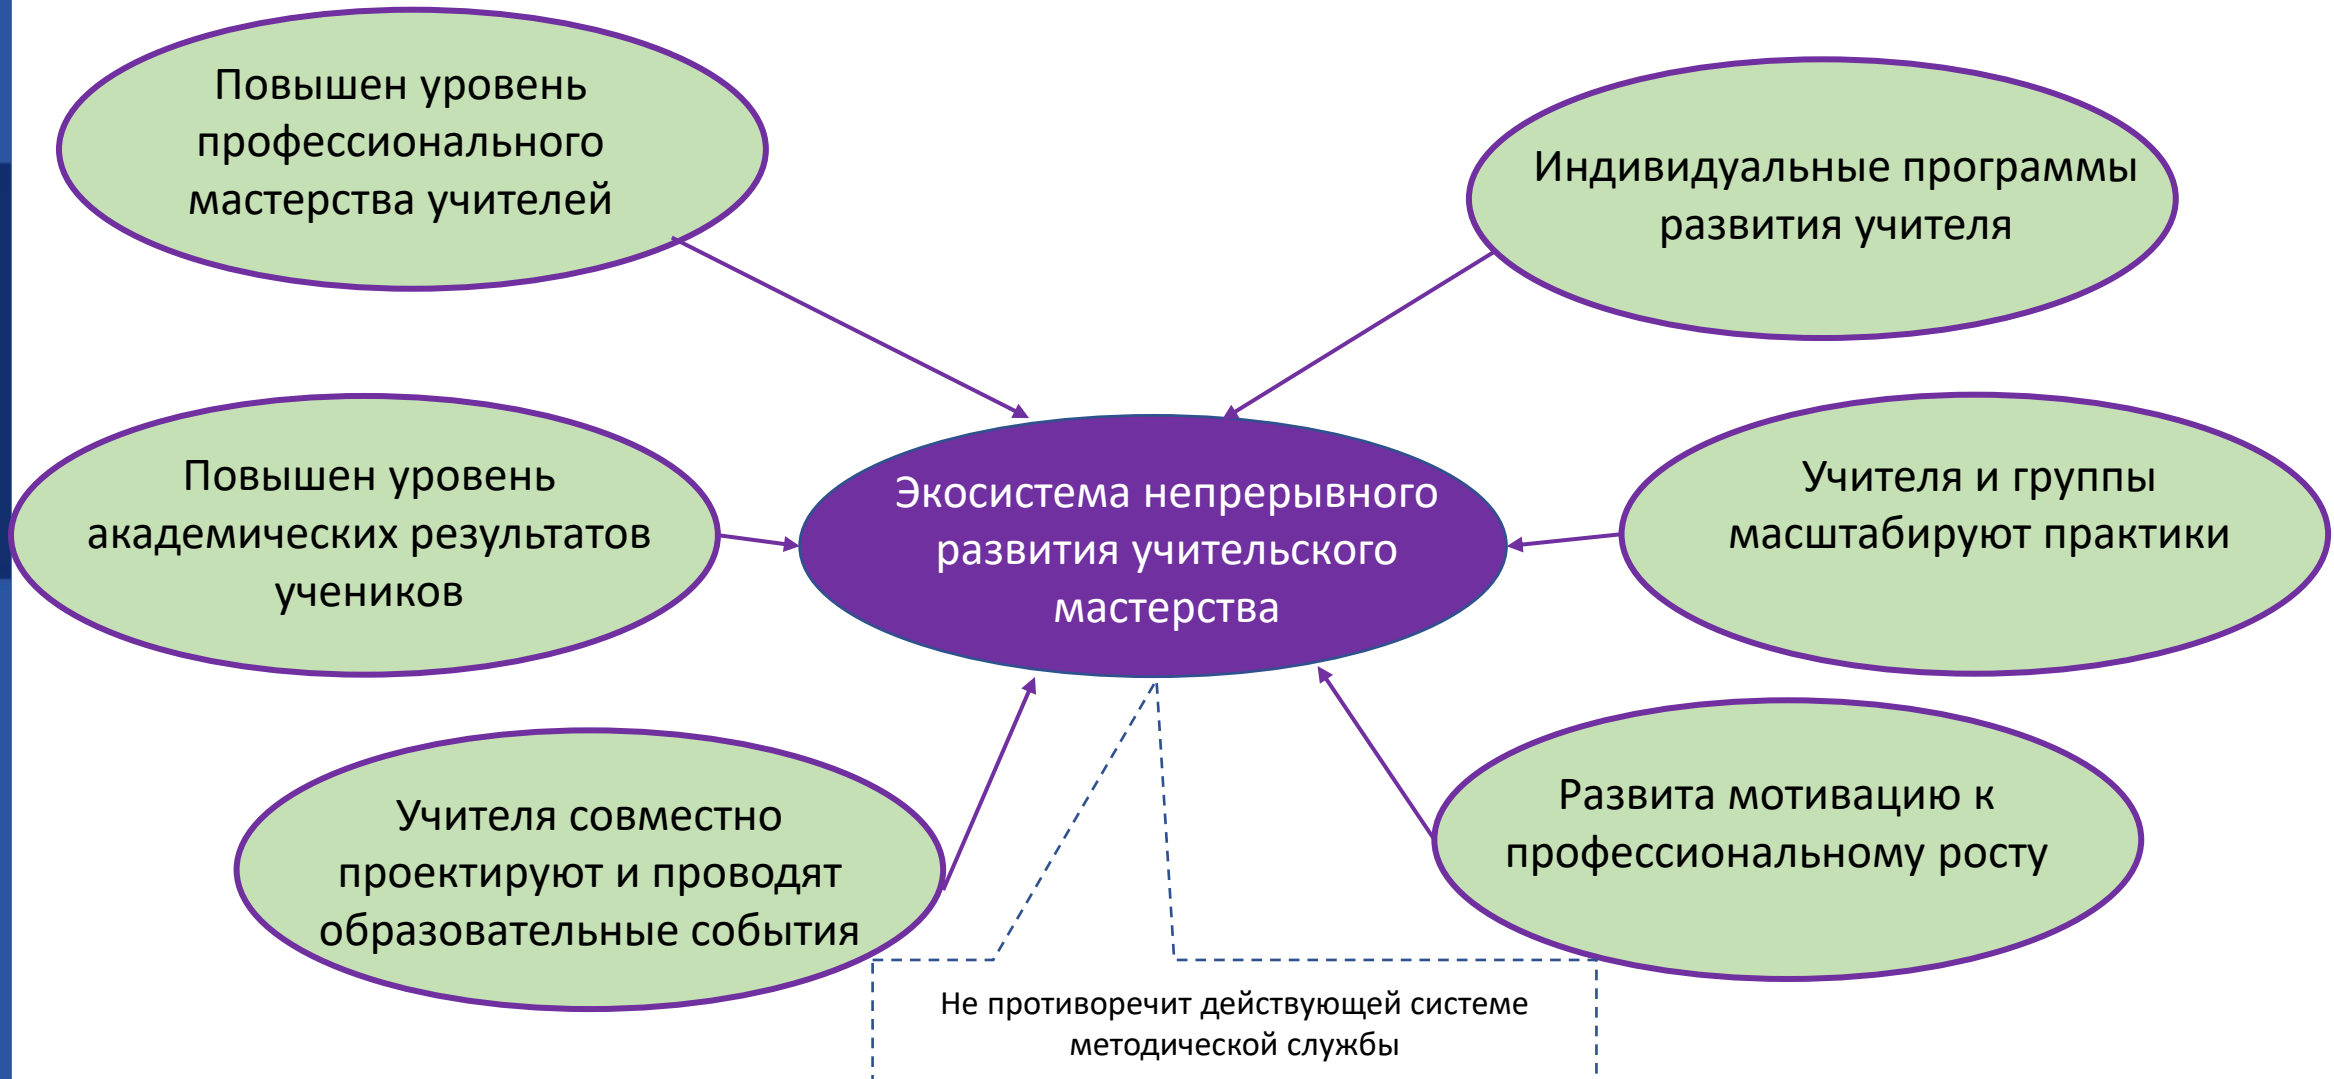 Повышен уровень
профессионального
мастерства учителей
Индивидуальные программы
развития учителя
Повышен уровень
академических результатов
учеников
Экосистема непрерывного
развития учительского
мастерства
Учителя и группы
масштабируют практики
Учителя совместно
проектируют и проводят
образовательные события
Развита мотивацию к
профессиональному росту
Не противоречит действующей системе
методической службы